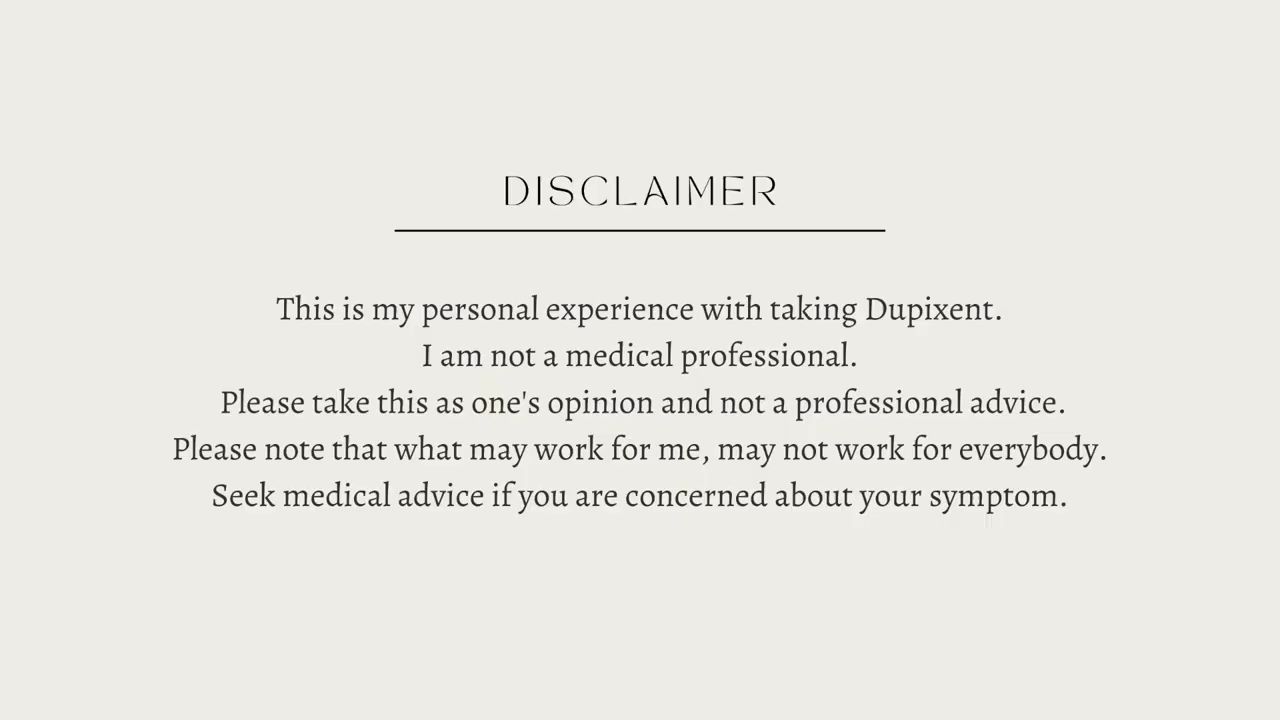 DISCLAIMER
This is my personal experience with taking Dupixent.
I am not a medical professional.
Please take this as one's opinion and not a professional advice.
Please note that what may work for me, may not work for everybody.
Seek medical advice if you are concerned about your symptom.